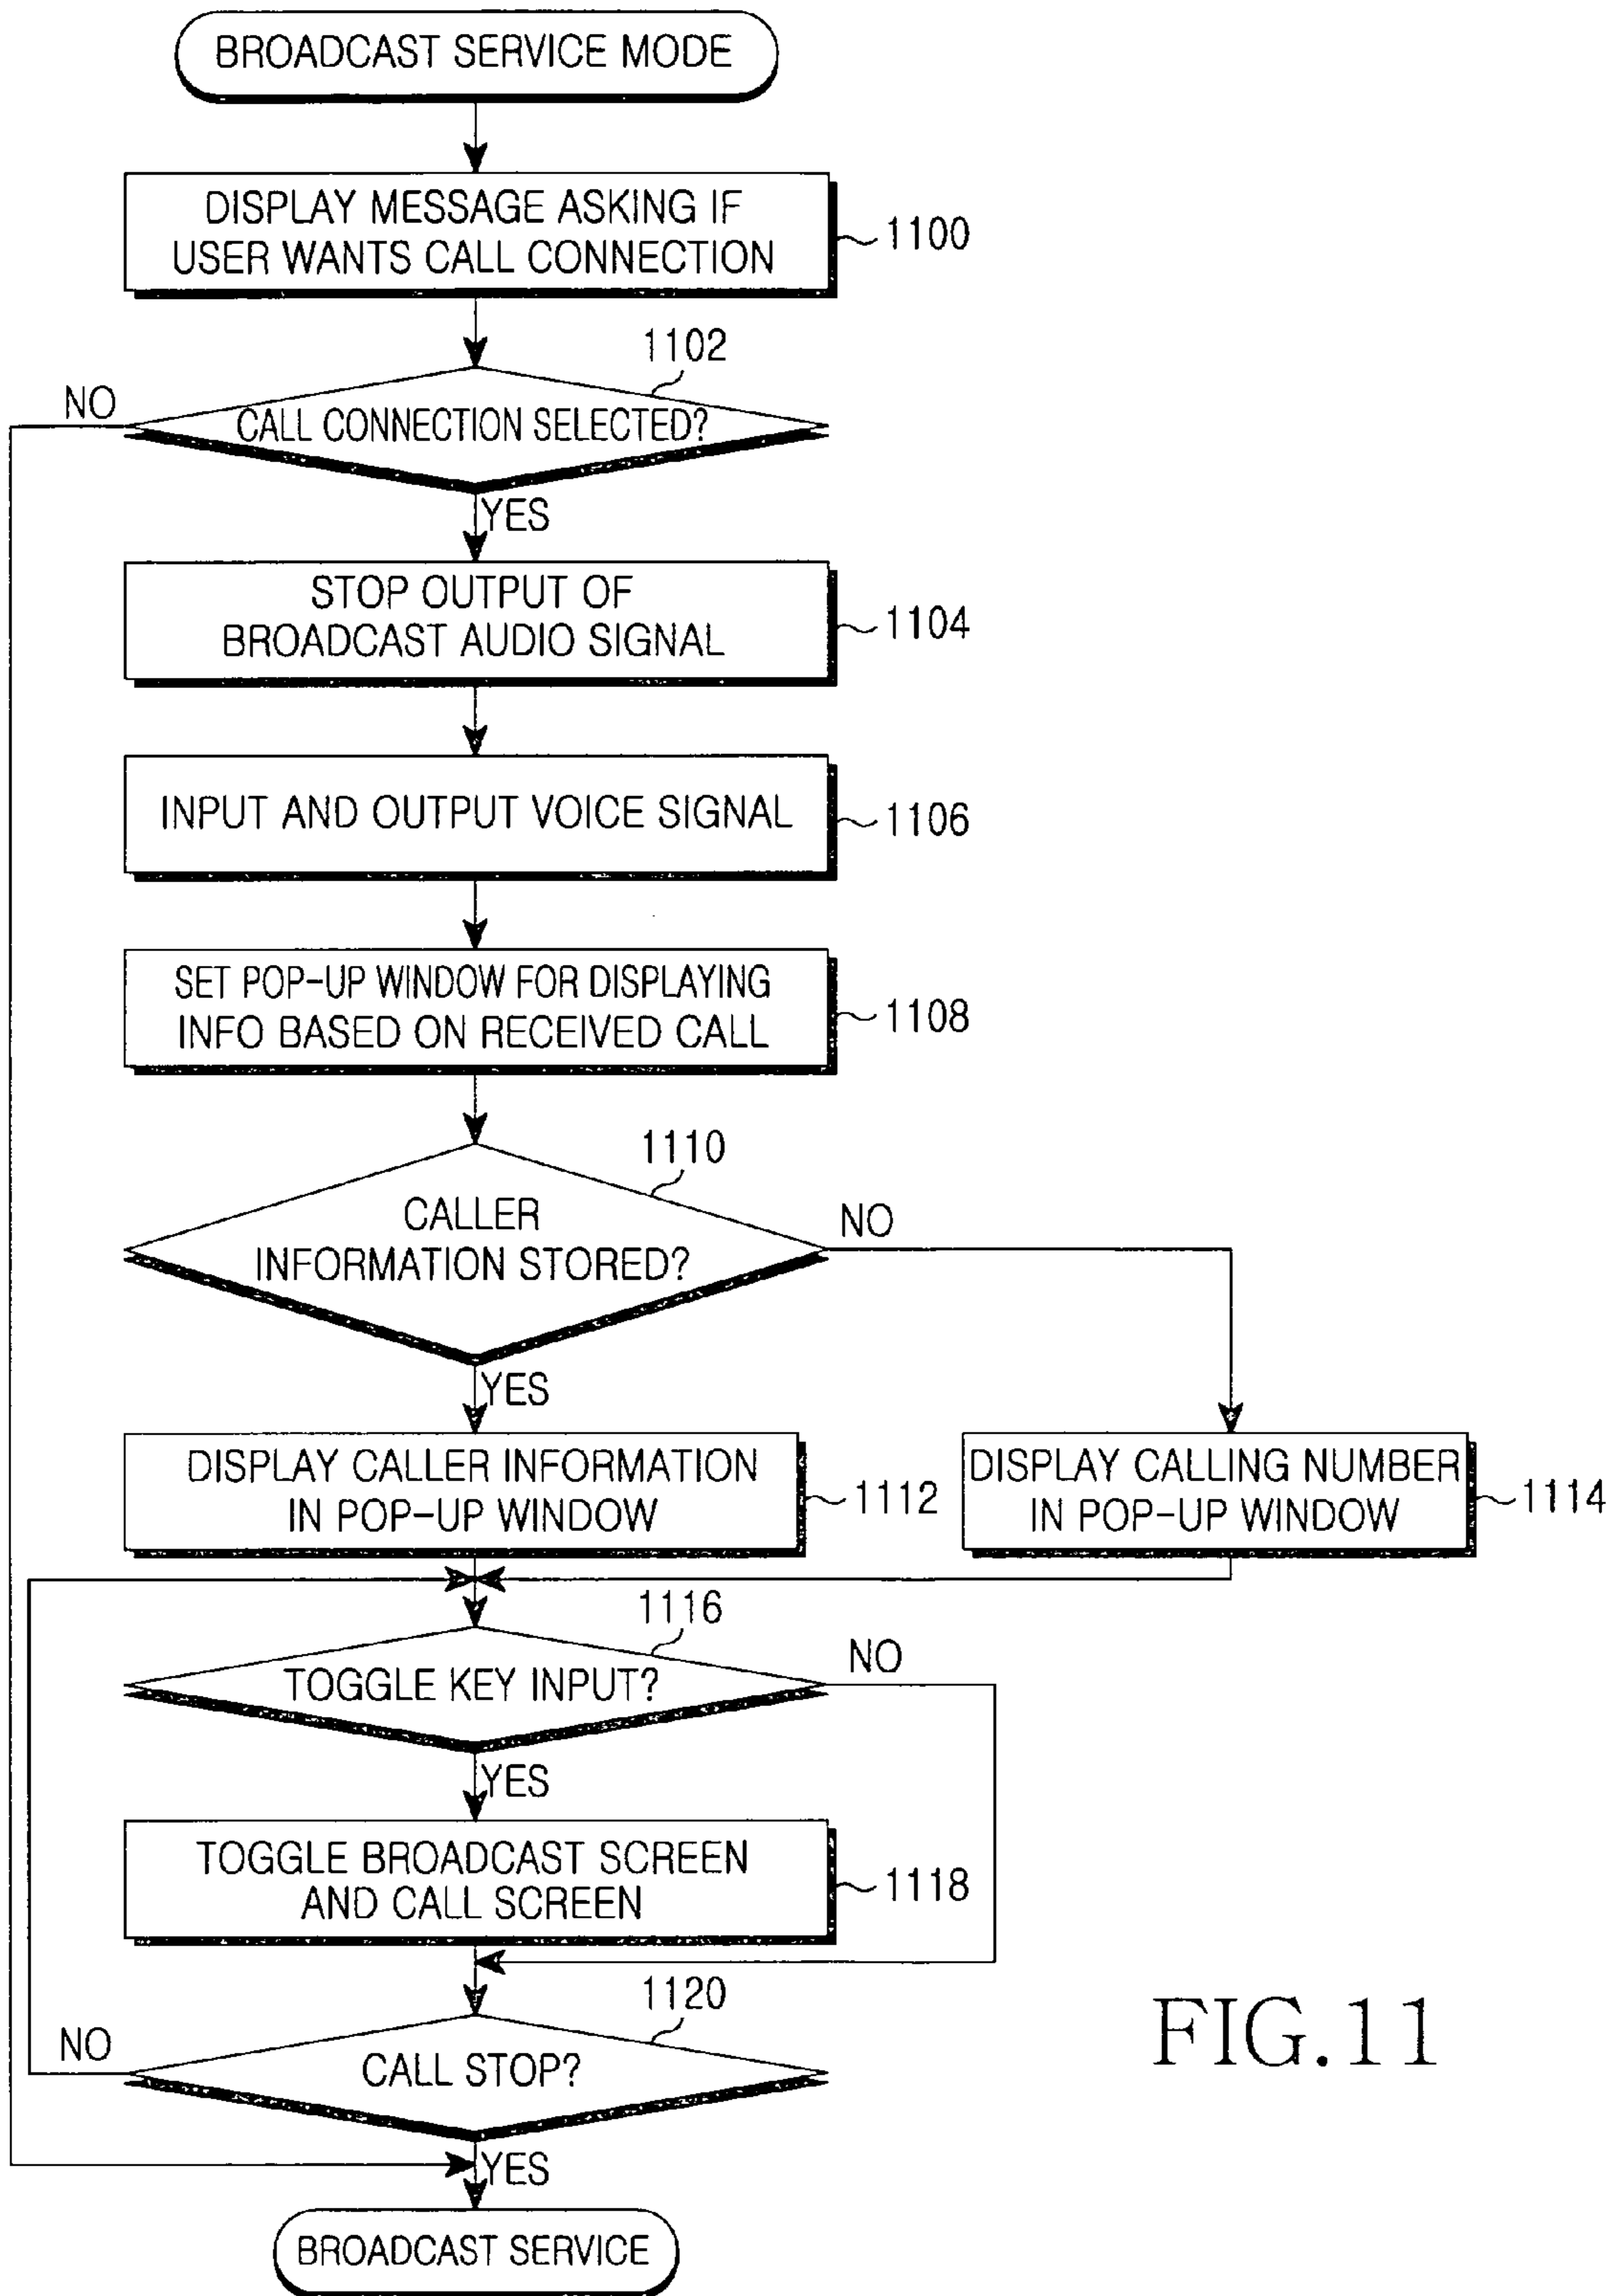 BROADCAST SERVICE MODE
DISPLAY MESSAGE ASKING IF
USER WANTS CALL CONNECTION
1100
1102
NO
CALL CONNECTION SELECTED?
YES
STOP OUTPUT OF
BROADCAST AUDIO SIGNAL
1104
INPUT AND OUTPUT VOICE SIGNAL
1106
SET POP-UP WINDOW FOR DISPLAYING
INFO BASED ON RECEIVED CALL
1108
1110
CALLER
INFORMATION STORED?
NO
YES
DISPLAY CALLER INFORMATION
IN POP-UP WINDOW
1112
DISPLAY CALLING NUMBER
IN POP-UP WINDOW
1114
1116
TOGGLE KEY INPUT?
NO
YES
TOGGLE BROADCAST SCREEN
AND CALL SCREEN
1118
1120
NO
CALL STOP?
YES
BROADCAST SERVICE
FIG.11